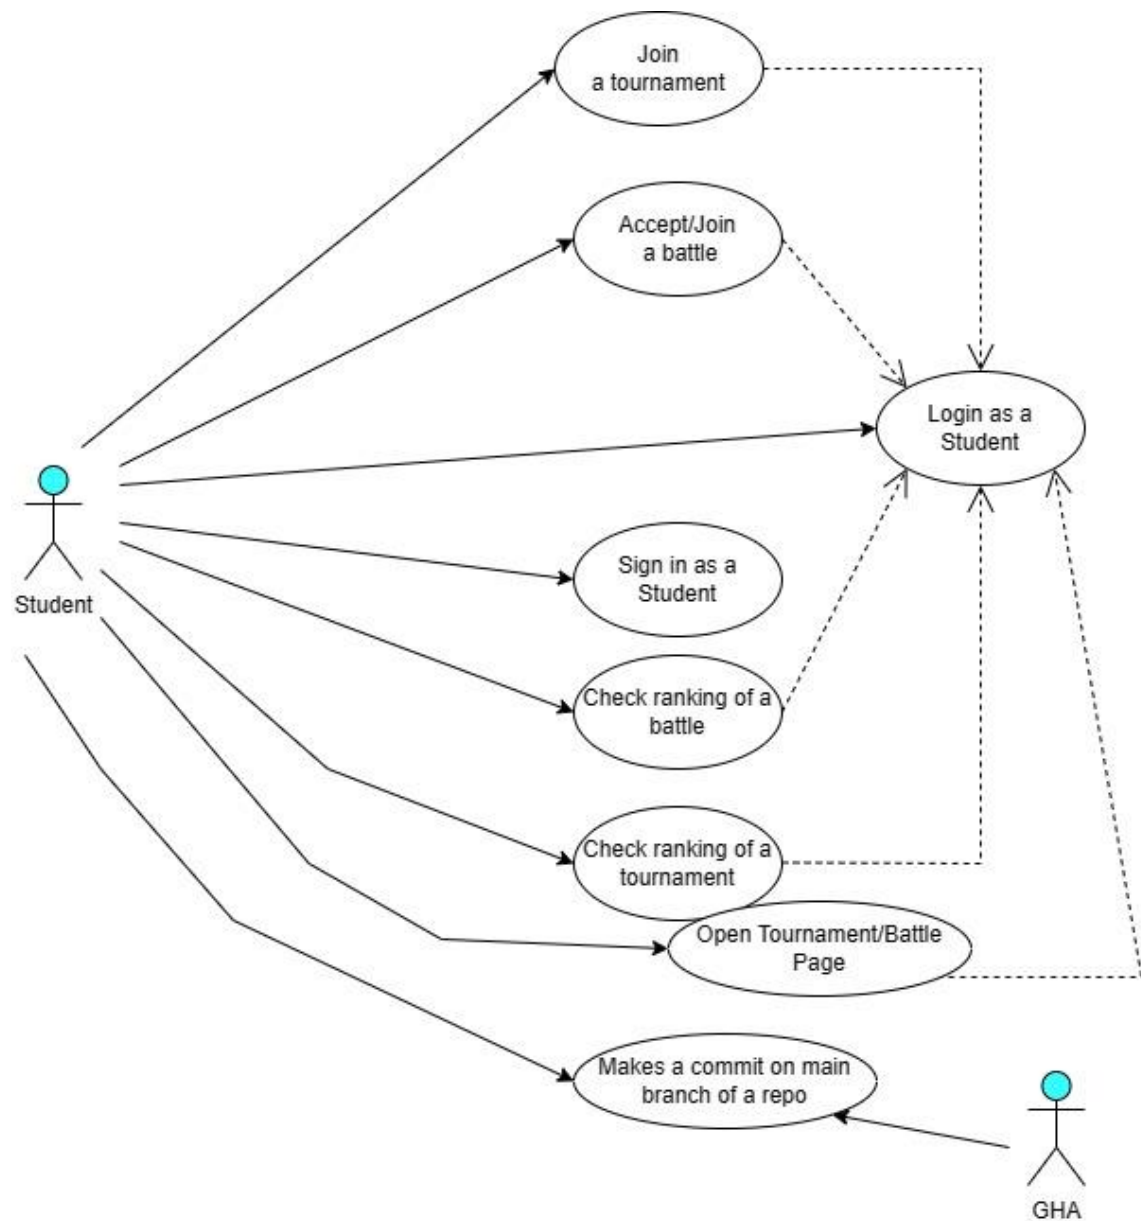 Join
a tournament
Accept/Join
a battle
Login as a
Student
Sign in as a
Student
Student
Check ranking of a
battle
Check ranking of a
tournament
Open Tournament/Battle
Page
Makes a commit on main
branch of a repo
GHA